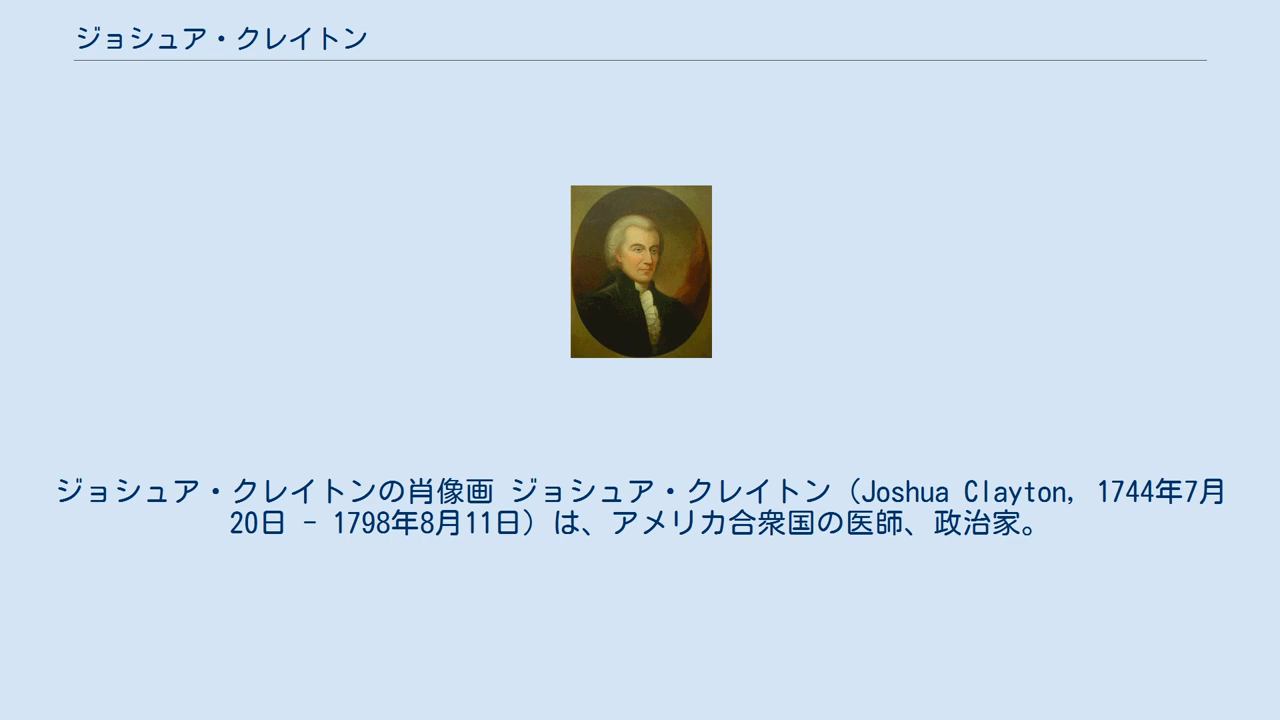 ジョシュア・クレイトン
ジョシュア・クレイトンの肖像画 ジョシュア・クレイトン（Joshua Clayton, 1744年7月
20日 - 1798年8月11日）は、アメリカ合衆国の医師、政治家。